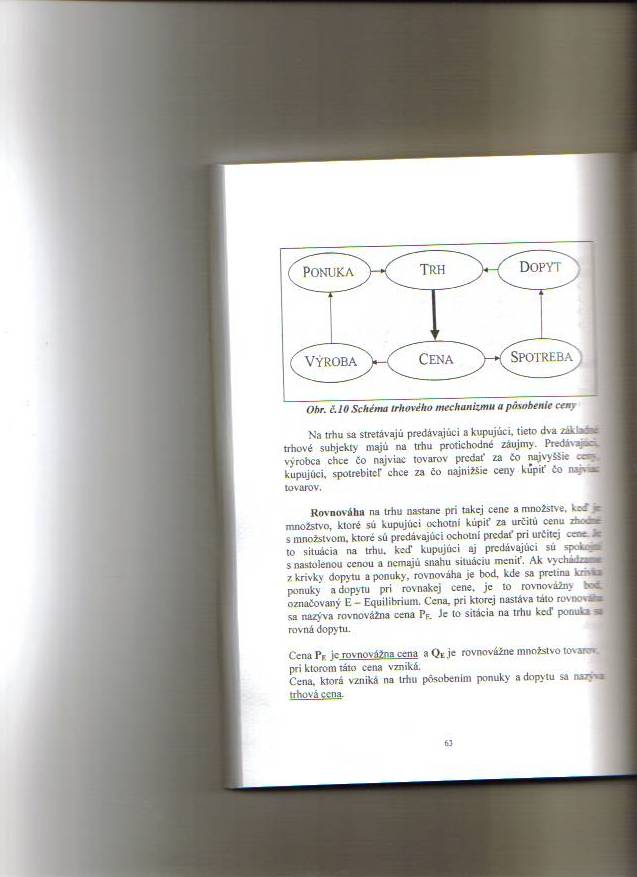 PONUKA TRH DOPYT
VÝROBA CENA SPOTREBA
Obr. č.10 Schéma trhového mechanizmu a pôsobenie ceny
Na trhu sa stretávajú predávajúci a kupujúci, tieto dva základné
trhové subjekty majú na trhu protichodné záujmy. Predávajúci,
výrobca chce čo najviac tovarov predať za čo najvyššie ceny,
kupujúci, spotrebiteľ chce za čo najnižšie ceny kúpiť čo najviac
tovarov.
Rovnováha na trhu nastane pri takej cene a množstve, keď je
množstvo, ktoré sú kupujúci ochotní kúpiť za určitú cenu zhodné
s množstvom, ktoré sú predávajúci ochotní predať pri určitej cene. Je
to situácia na trhu, keď kupujúci aj predávajúci sú spokojní
s nastolenou cenou a nemajú snahu situáciu meniť. Ak vychádzame
z krivky dopytu a ponuky, rovnováha je bod, kde sa pretína krivka
ponuky a dopytu pri rovnakej cene, je to rovnovážny bod,
označovaný E – Equilibrium. Cena, pri ktorej nastáva táto rovnováha
sa nazýva rovnovážna cena PE. Je to sitácia na trhu keď ponuka sa
rovná dopytu.
Cena PE je rovnovážna cena a QE je rovnovážne množstvo tovarov,
pri ktorom táto cena vzniká.
Cena, ktorá vzniká na trhu pôsobením ponuky a dopytu sa nazýva
trhová cena.
63